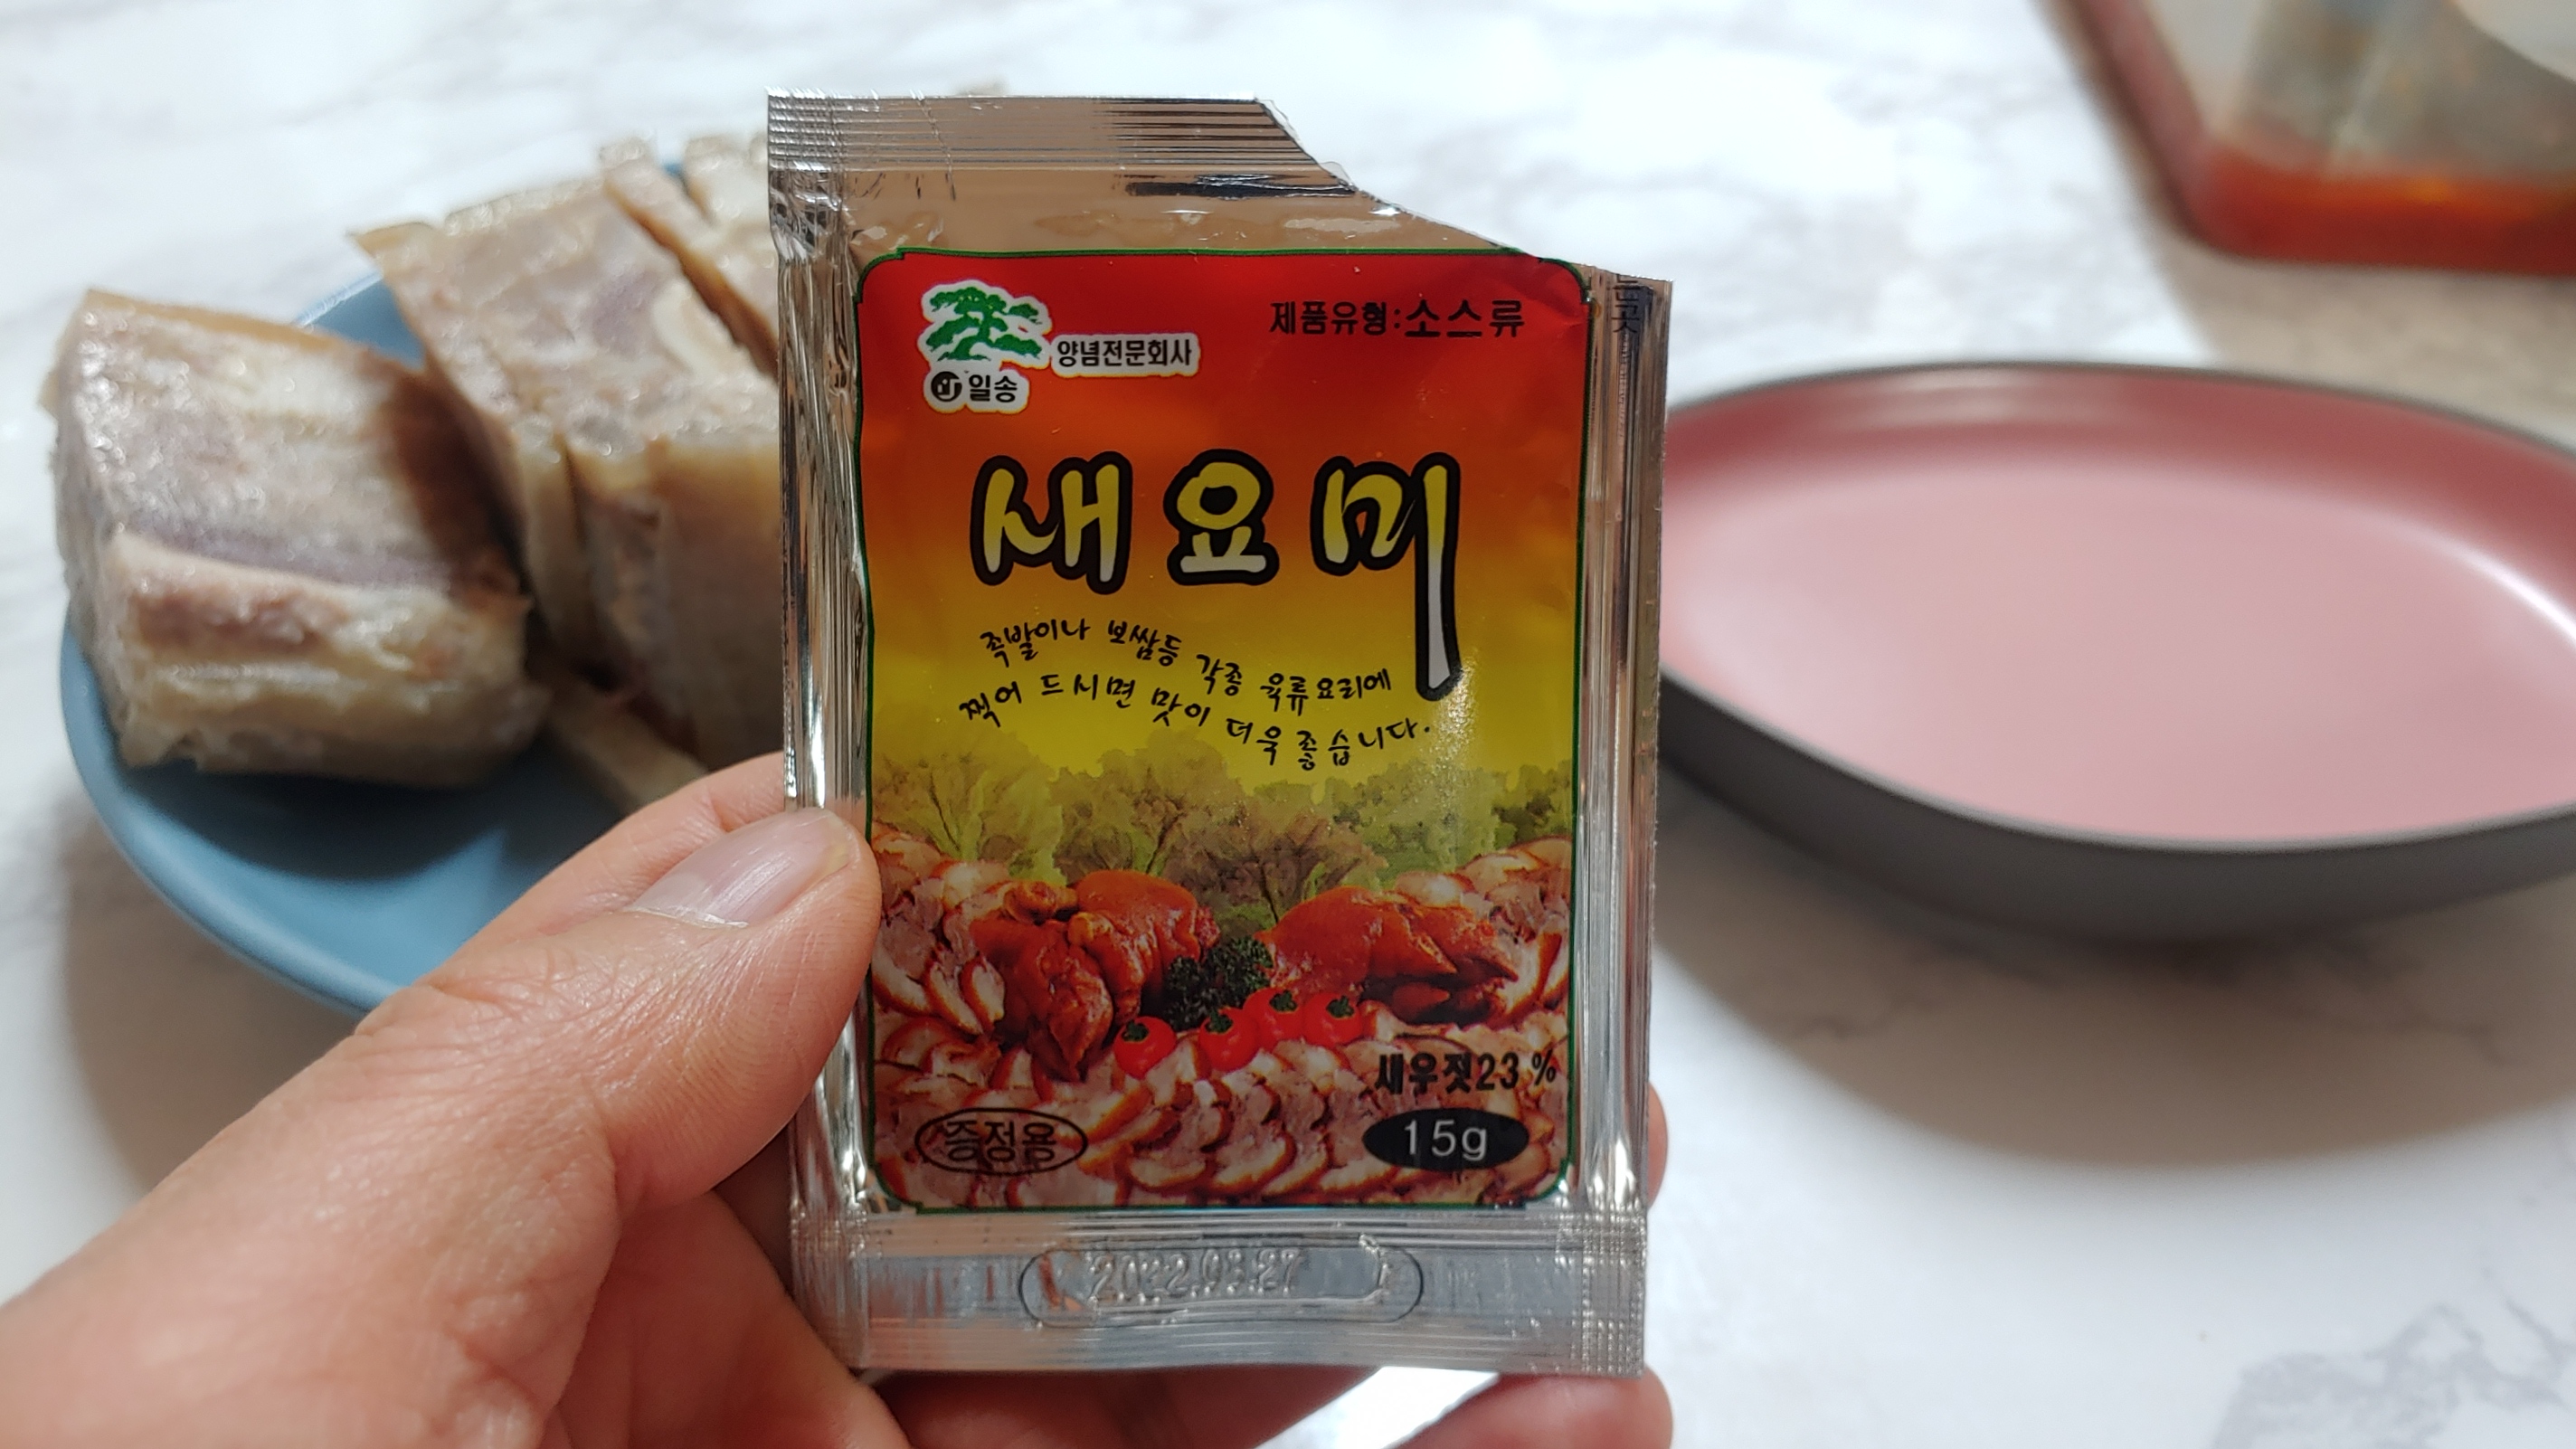 제품유형:소스류
양념전문회사
일송
새요미
족발이나 보쌈등 각종 육류요리에
찍어 드시면 맛이 더욱 좋습니다.
새우젓23%
증정용
15g
2022.03.27